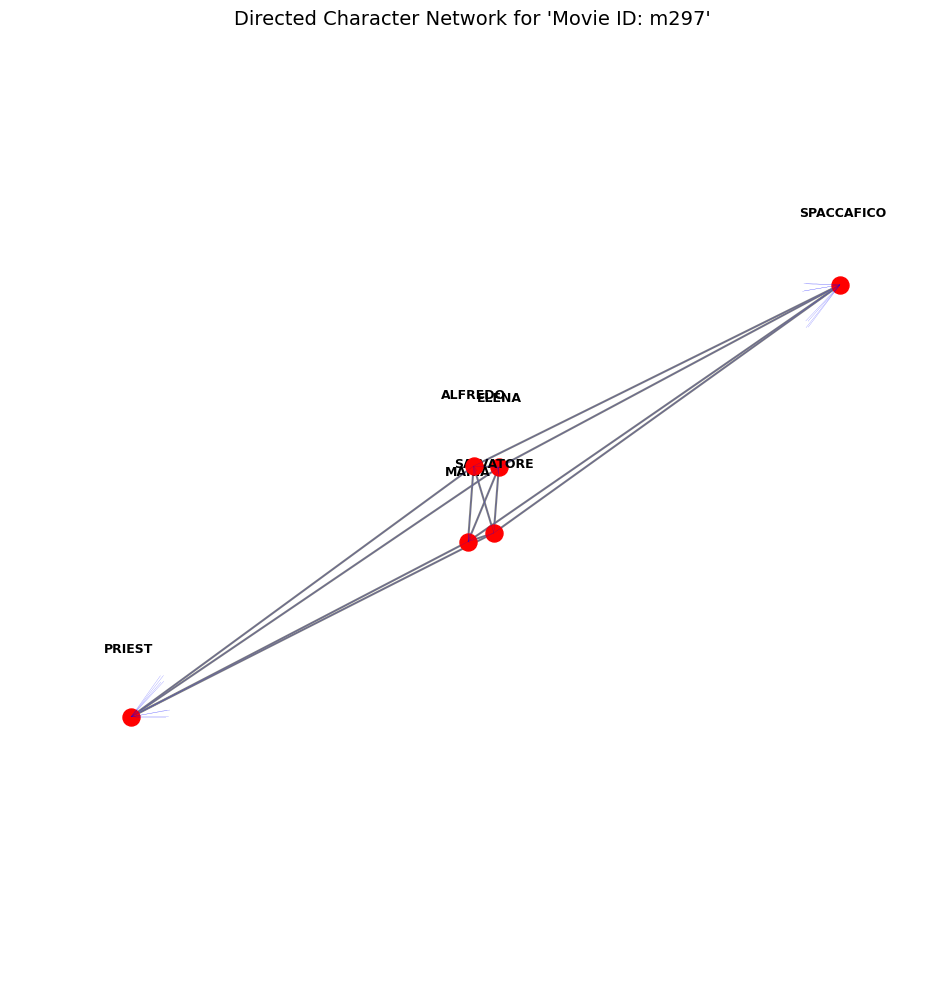 Directed Character Network for 'Movie ID: m297'
SPACCAFICO
ALFREDO
ELENA
SALVATORE
MARIA
PRIEST